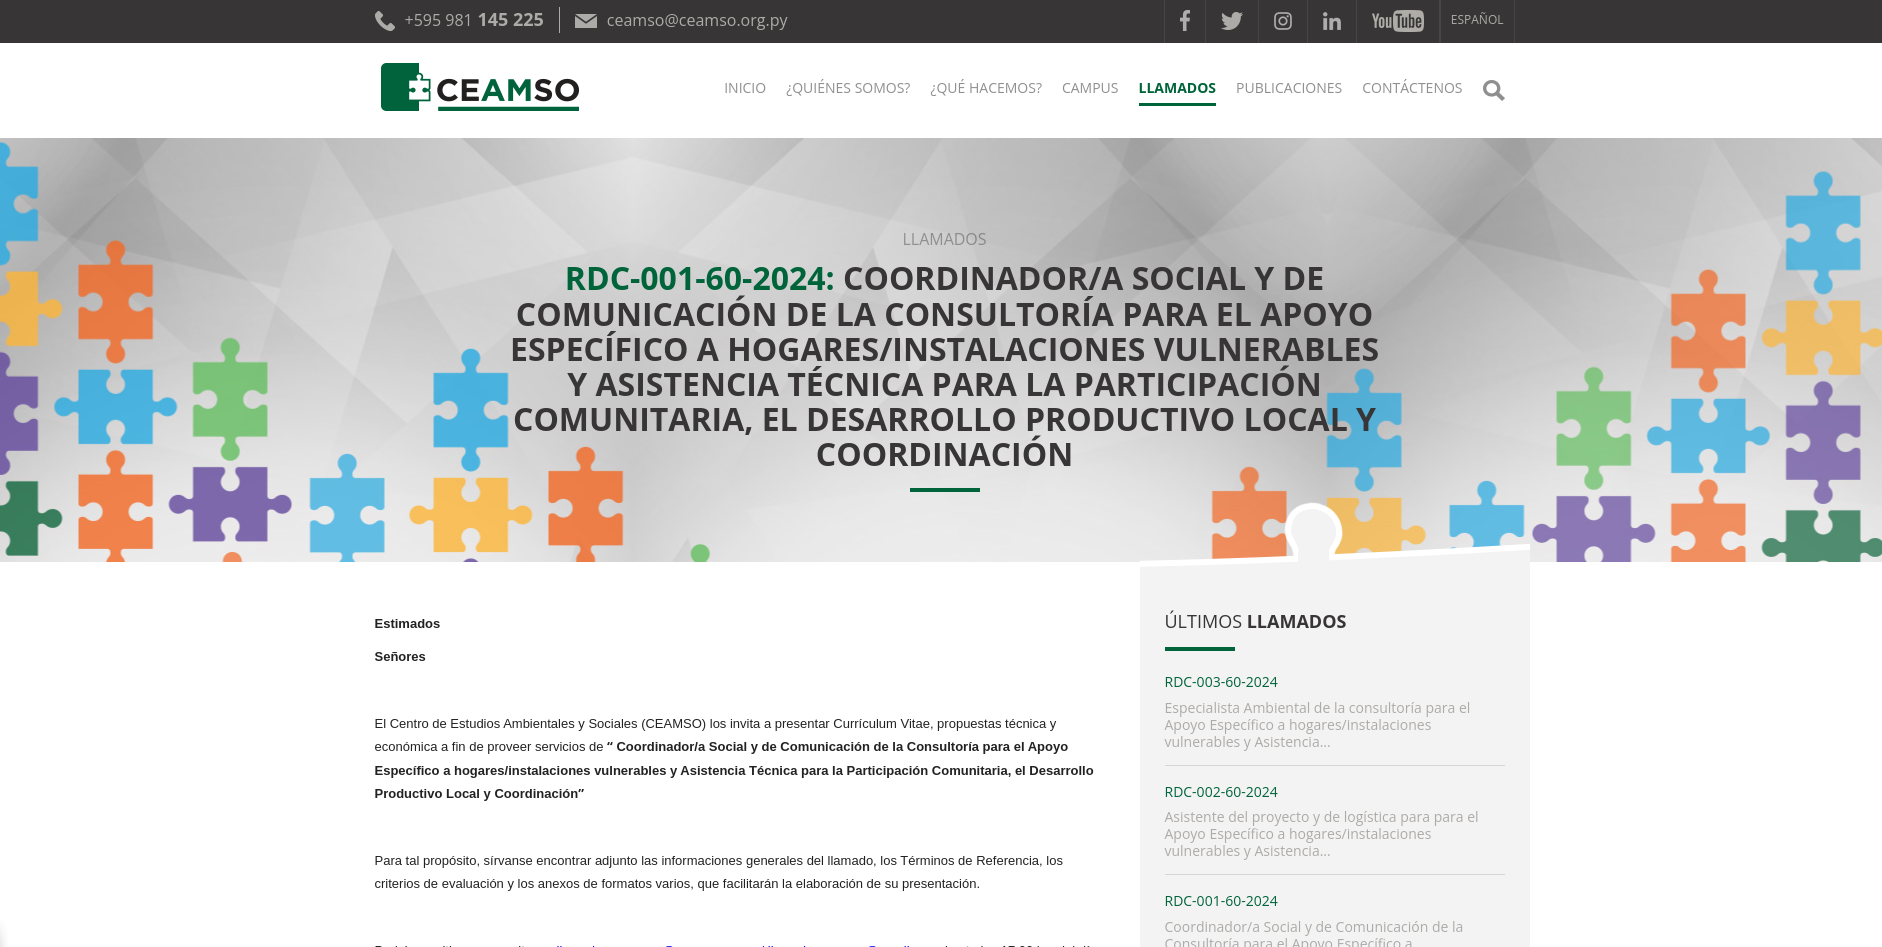 +595 981 145 225
ceamso@ceamso.org.py
YouTube
ESPAÑOL
CEAMSO
INICIO
¿QUIÉNES SOMOS?
¿QUÉ HACEMOS?
CAMPUS
LLAMADOS
PUBLICACIONES
CONTÁCTENOS
LLAMADOS
RDC-001-60-2024: COORDINADOR/A SOCIAL Y DE
COMUNICACIÓN DE LA CONSULTORÍA PARA EL APOYO
ESPECÍFICO A HOGARES/INSTALACIONES VULNERABLES
Y ASISTENCIA TÉCNICA PARA LA PARTICIPACIÓN
COMUNITARIA, EL DESARROLLO PRODUCTIVO LOCAL Y
COORDINACIÓN
Estimados
Señores
El Centro de Estudios Ambientales y Sociales (CEAMSO) los invita a presentar Currículum Vitae, propuestas técnica y
económica a fin de proveer servicios de “ Coordinador/a Social y de Comunicación de la Consultoría para el Apoyo
Específico a hogares/instalaciones vulnerables y Asistencia Técnica para la Participación Comunitaria, el Desarrollo
Productivo Local y Coordinación”
Para tal propósito, sírvanse encontrar adjunto las informaciones generales del llamado, los Términos de Referencia, los
criterios de evaluación y los anexos de formatos varios, que facilitarán la elaboración de su presentación.
ÚLTIMOS LLAMADOS
RDC-003-60-2024
Especialista Ambiental de la consultoría para el
Apoyo Específico a hogares/instalaciones
vulnerables y Asistencia...
RDC-002-60-2024
Asistente del proyecto y de logística para para el
Apoyo Específico a hogares/instalaciones
vulnerables y Asistencia...
RDC-001-60-2024
Coordinador/a Social y de Comunicación de la
Consultoría para el Apoyo Específico a